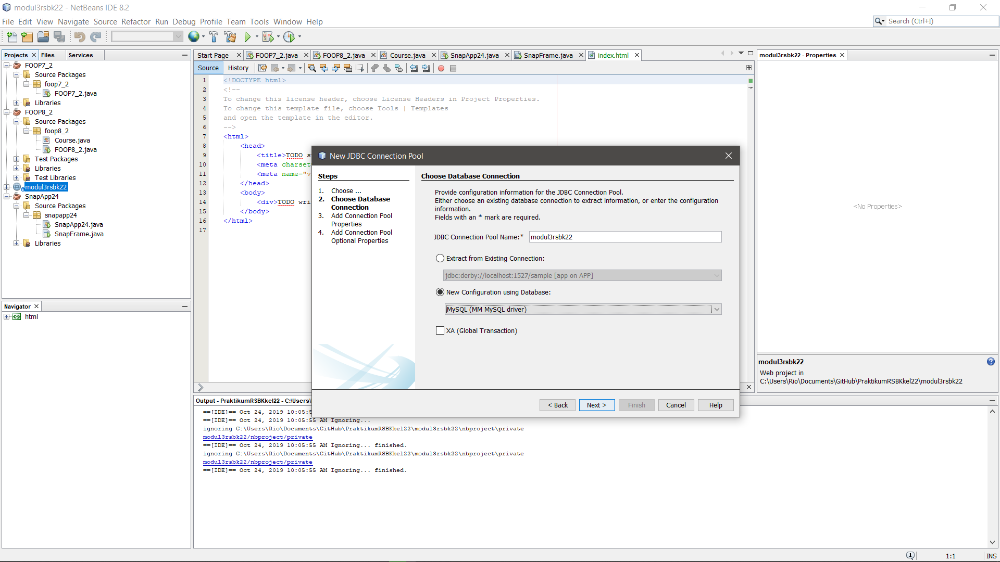 modul3rsbk22 - NetBeans IDE 8.2
File Edit View Navigate Source Refactor Run Debug Profile Team Tools Window Help
Search (Ctrl+I)
Projects Files Services
FOOP7_2
Source Packages
foop7_2
FOOP7_2.java
Libraries
FOOP8_2
Source Packages
foop8_2
Course.java
FOOP8_2.java
Test Packages
Libraries
Test Libraries
modul3rsbk22
SnapApp24
Source Packages
snapapp24
SnapApp24.java
SnapFrame.java
Libraries
Navigator
html
Start Page FOOP7_2.java FOOP8_2.java Course.java SnapApp24.java SnapFrame.java index.html
Source History
1 <!DOCTYPE html>
2 <!--
3 To change this license header, choose License Headers in Project Properties.
4 To change this template file, choose Tools | Templates
5 and open the template in the editor.
6 -->
7 <html>
8 <head>
9 <title>TODO
10 <meta charset
11 <meta name="v
12 </head>
13 <body>
14 <div>TODO wri
15 </body>
16 </html>
17
New JDBC Connection Pool
Steps
1. Choose ...
2. Choose Database
Connection
3. Add Connection Pool
Properties
4. Add Connection Pool
Optional Properties
Choose Database Connection
Provide configuration information for the JDBC Connection Pool.
Either choose an existing database connection to extract information, or enter the configuration
information.
Fields with an * mark are required.
JDBC Connection Pool Name:* modul3rsbk22
Extract from Existing Connection:
jdbc:derby://localhost:1527/sample [app on APP]
New Configuration using Database:
MySQL (MM MySQL driver)
XA (Global Transaction)
< Back Next > Finish Cancel Help
modul3rsbk22 - Properties
<No Properties>
modul3rsbk22
Web project in
C:\Users\Rio\Documents\GitHub\PraktikumRSBKkel22\modul3rsbk22
Output - PraktikumRSBKkel22 - C:\Users\
==[IDE]== Oct 24, 2019 10:05:55
==[IDE]== Oct 24, 2019 10:05:55 AM Ignoring...
ignoring C:\Users\Rio\Documents\GitHub\PraktikumRSBKkel22\modul3rsbk22\nbproject\private
modul3rsbk22/nbproject/private
==[IDE]== Oct 24, 2019 10:05:55 AM Ignoring... finished.
ignoring C:\Users\Rio\Documents\GitHub\PraktikumRSBKkel22\modul3rsbk22\nbproject\private
modul3rsbk22/nbproject/private
==[IDE]== Oct 24, 2019 10:05:55 AM Ignoring... finished.
1:1 INS